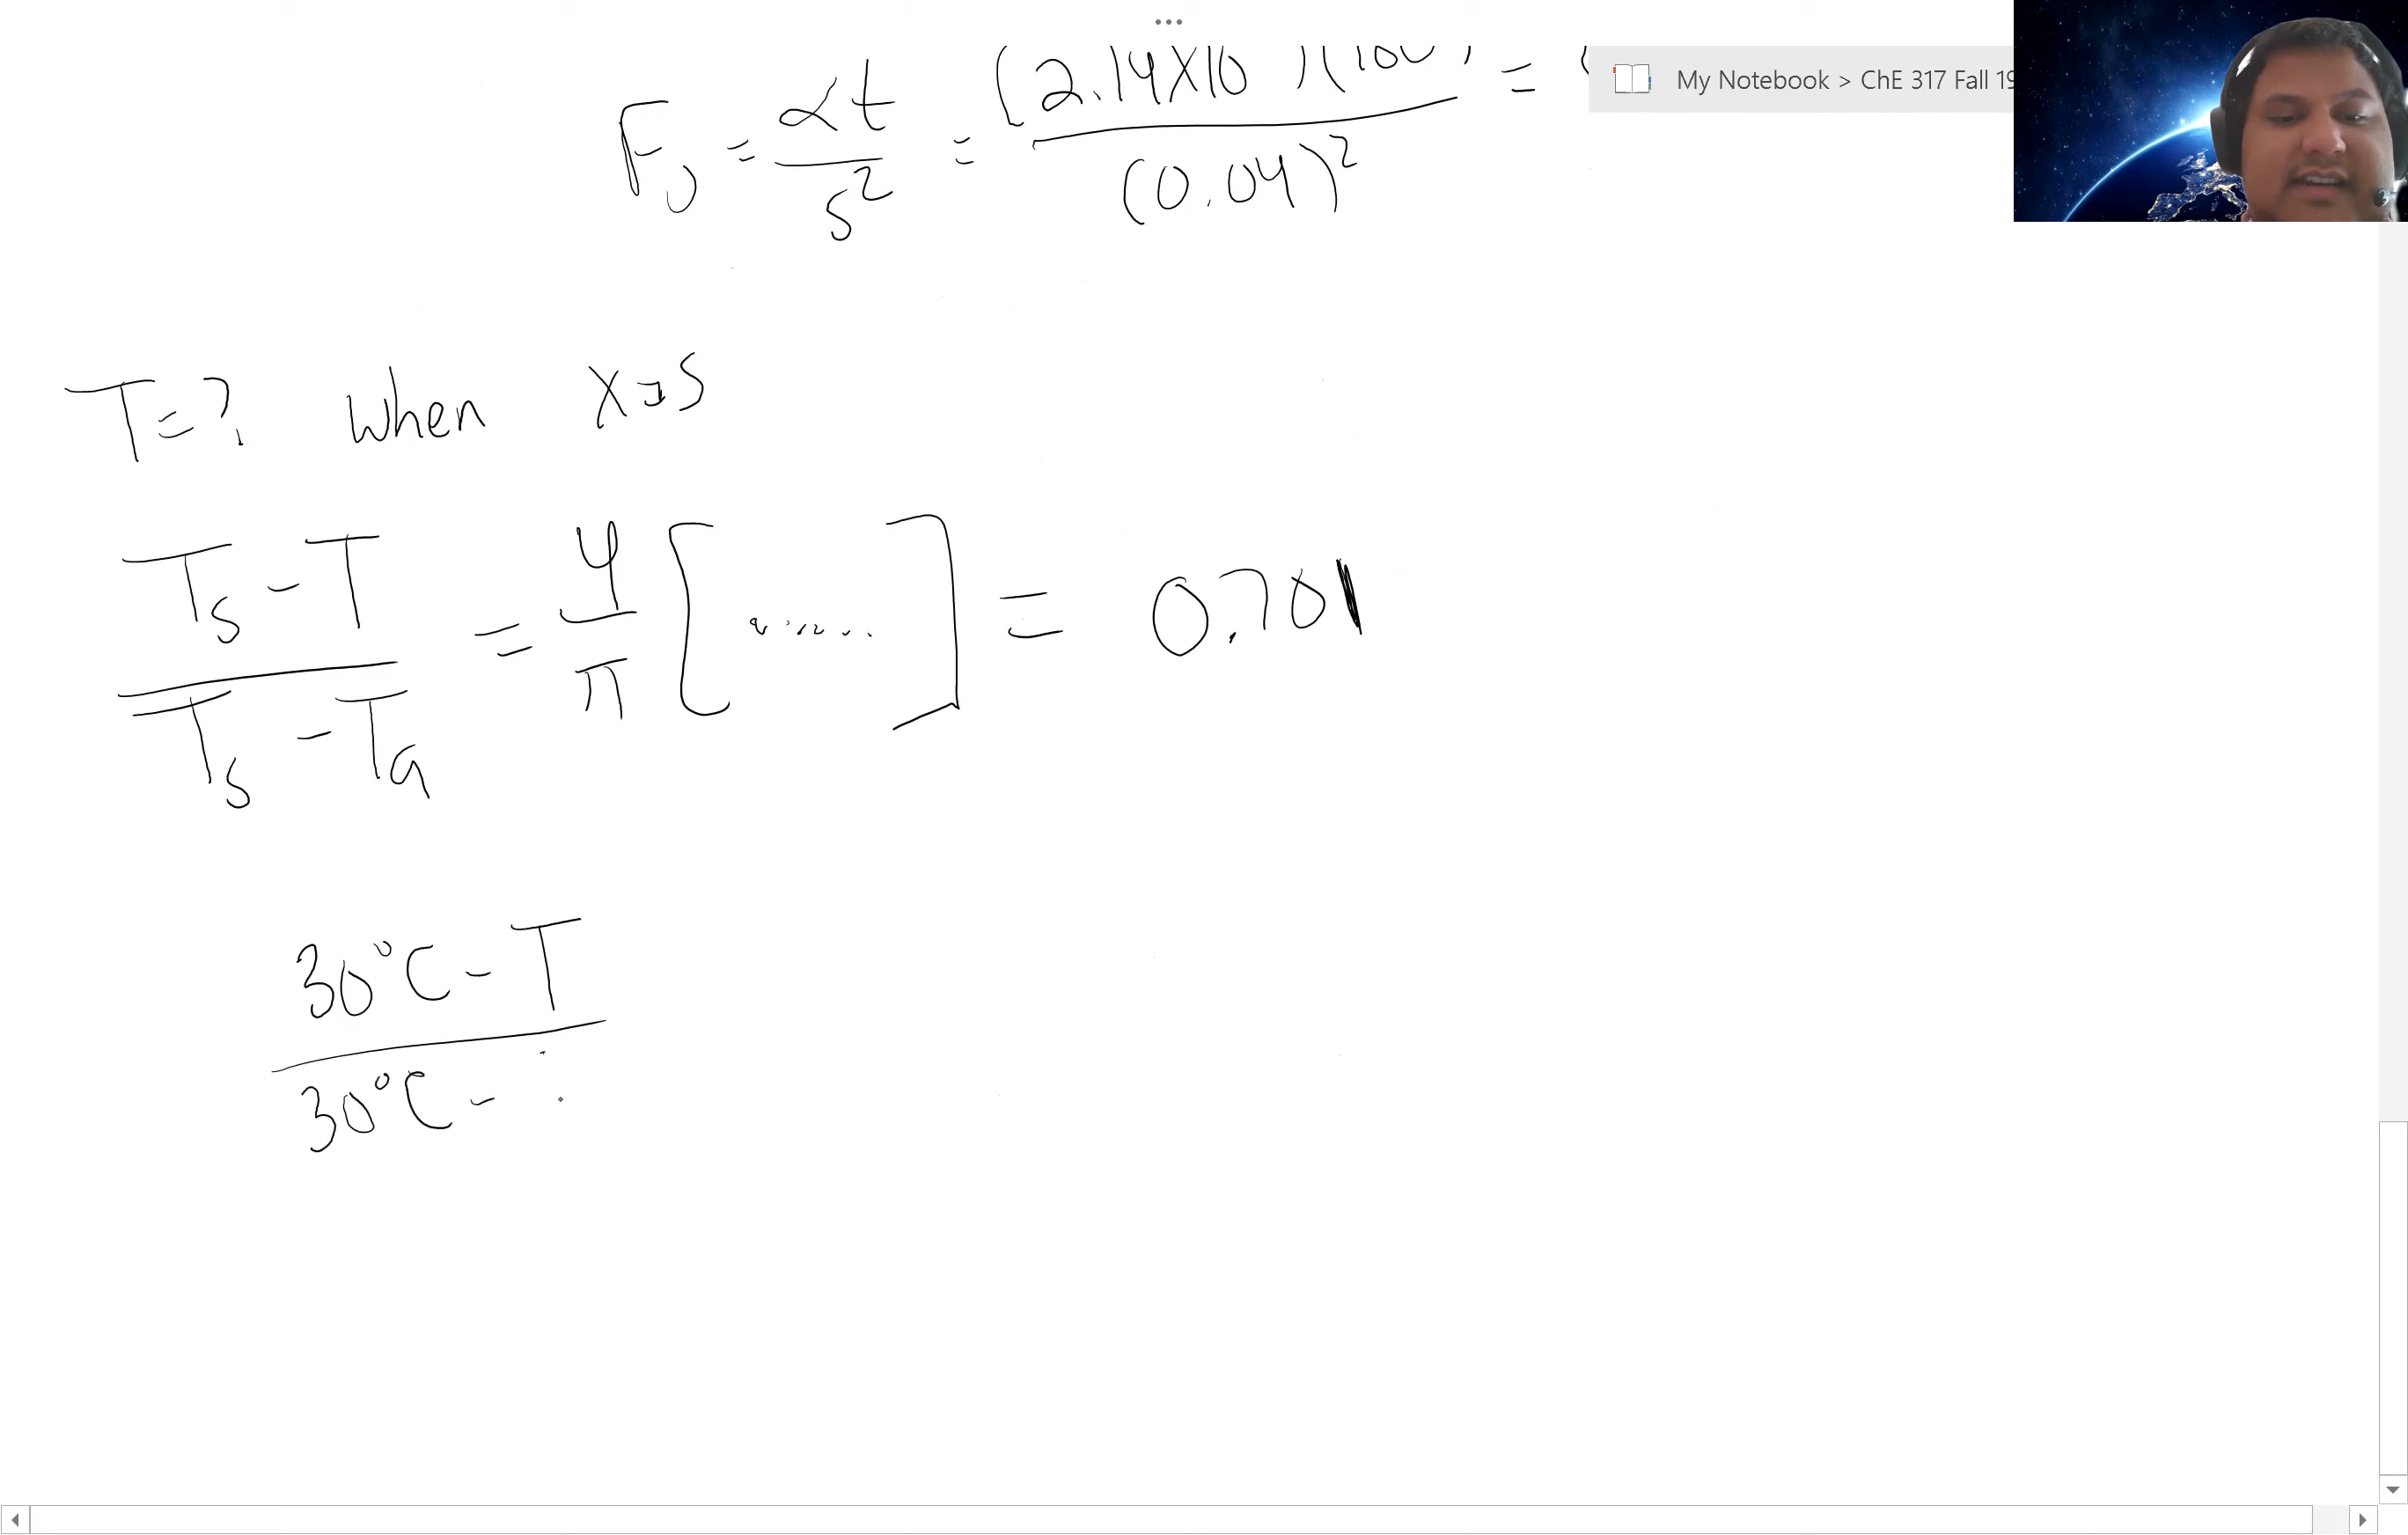 My Notebook > ChE 317 Fall 19
Fo = αt / s² = (2.14X10 )(100) / (0.04)² = (
T=? when X=S
Ts - T / Ts - Ta = 4/π [ ...... ] = 0.701
30°C - T / 30°C -